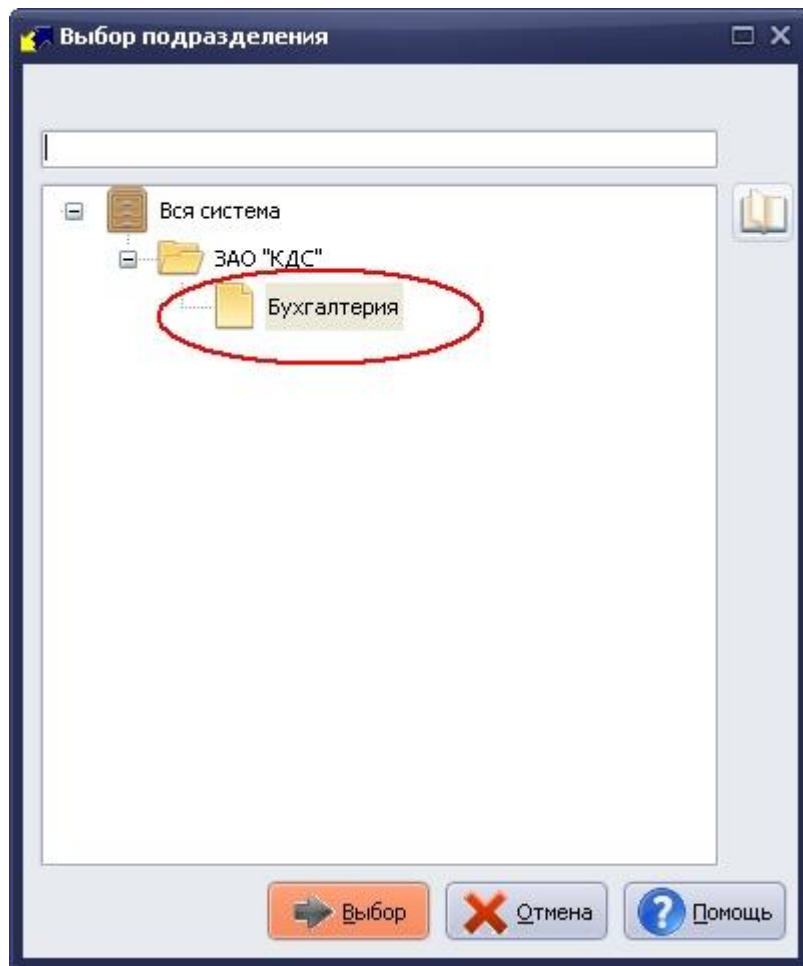 Выбор подразделения
Вся система
ЗАО "КДС"
Бухгалтерия
Выбор
Отмена
Помощь